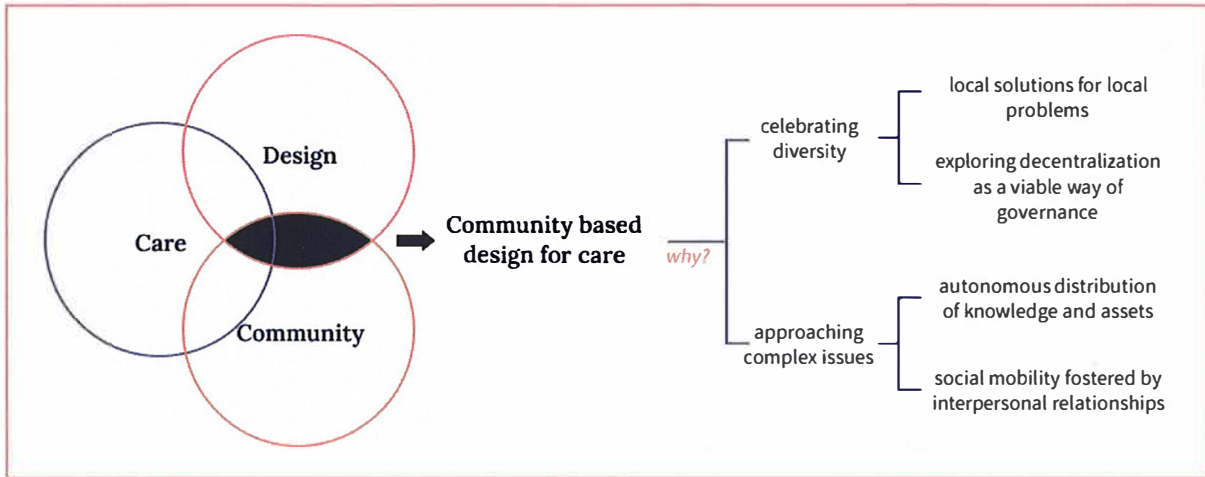 Design
Care
Community
Community based
design for care
why?
celebrating
diversity
local solutions for local
problems
exploring decentralization
as a viable way of
governance
approaching
complex issues
autonomous distribution
of knowledge and assets
social mobility fostered by
interpersonal relationships